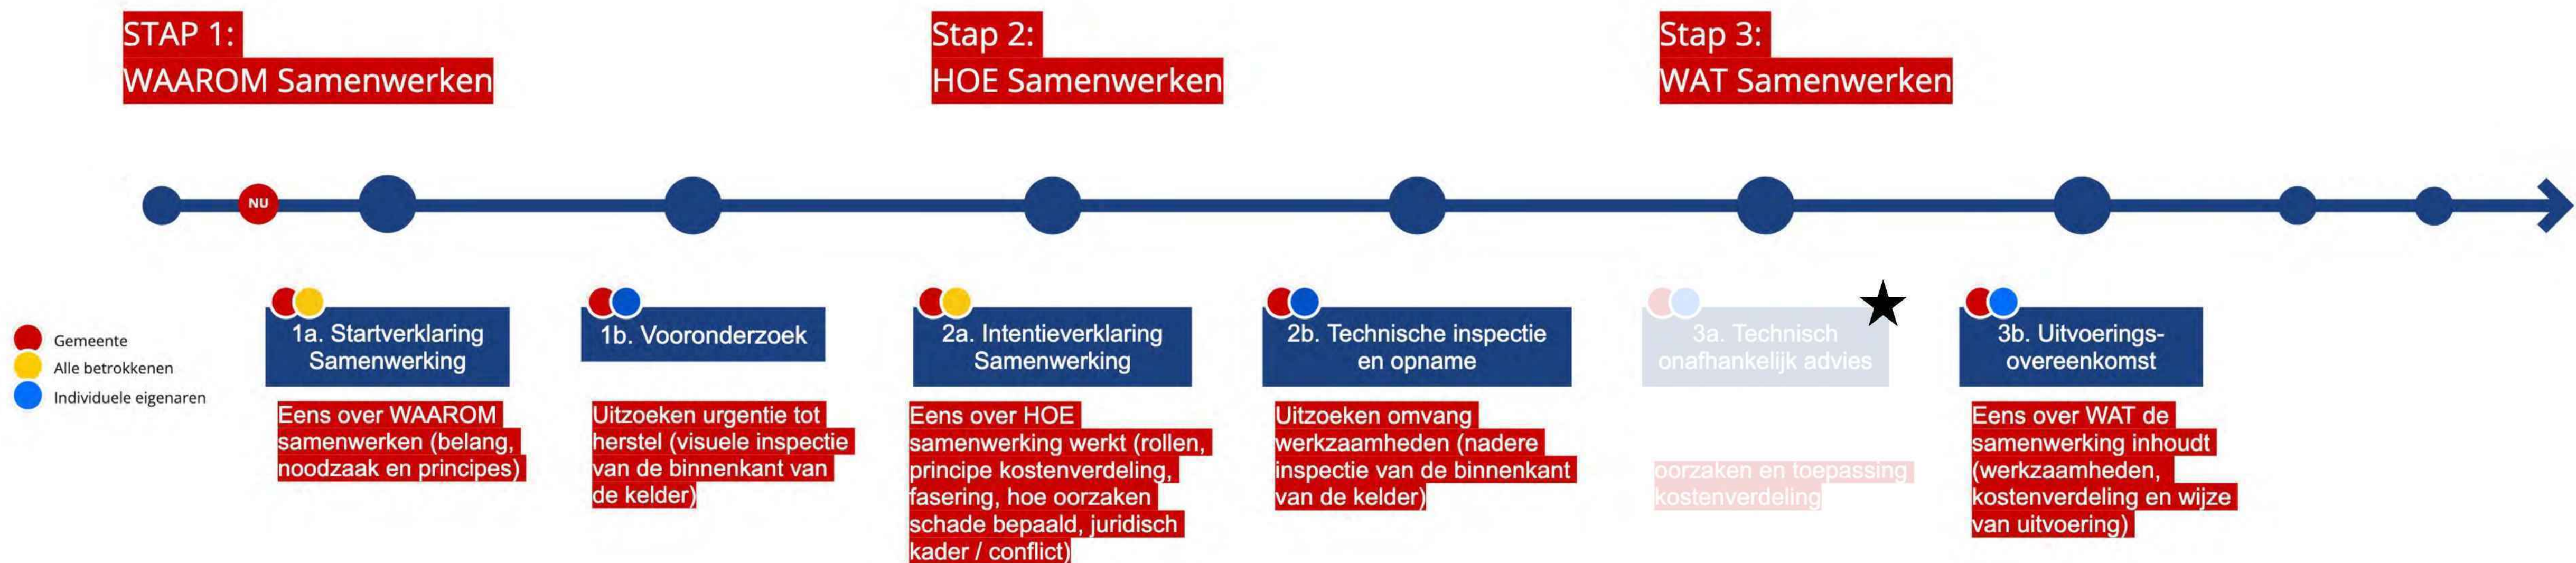 STAP 1:
WAAROM Samenwerken
Stap 2:
HOE Samenwerken
Stap 3:
WAT Samenwerken
NU
Gemeente
Alle betrokkenen
Individuele eigenaren
1a. Startverklaring
Samenwerking
Eens over WAAROM
samenwerken (belang,
noodzaak en principes)
1b. Vooronderzoek
Uitzoeken urgentie tot
herstel (visuele inspectie
van de binnenkant van
de kelder)
2a. Intentieverklaring
Samenwerking
Eens over HOE
samenwerking werkt (rollen,
principe kostenverdeling,
fasering, hoe oorzaken
schade bepaald, juridisch
kader / conflict)
2b. Technische inspectie
en opname
Uitzoeken omvang
werkzaamheden (nadere
inspectie van de binnenkant
van de kelder)
3a. Technisch
onafhankelijk advies
oorzaken en toepassing
kostenverdeling
3b. Uitvoerings-
overeenkomst
Eens over WAT de
samenwerking inhoudt
(werkzaamheden,
kostenverdeling en wijze
van uitvoering)